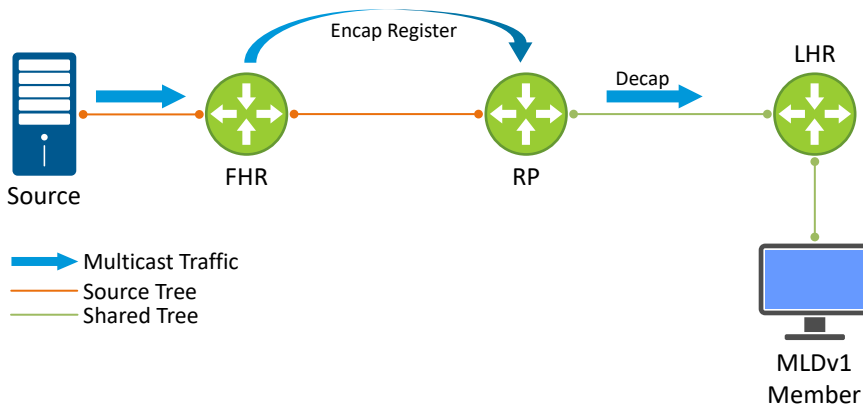 Encap Register
LHR
Decap
FHR
RP
Source
Multicast Traffic
Source Tree
Shared Tree
MLDv1
Member